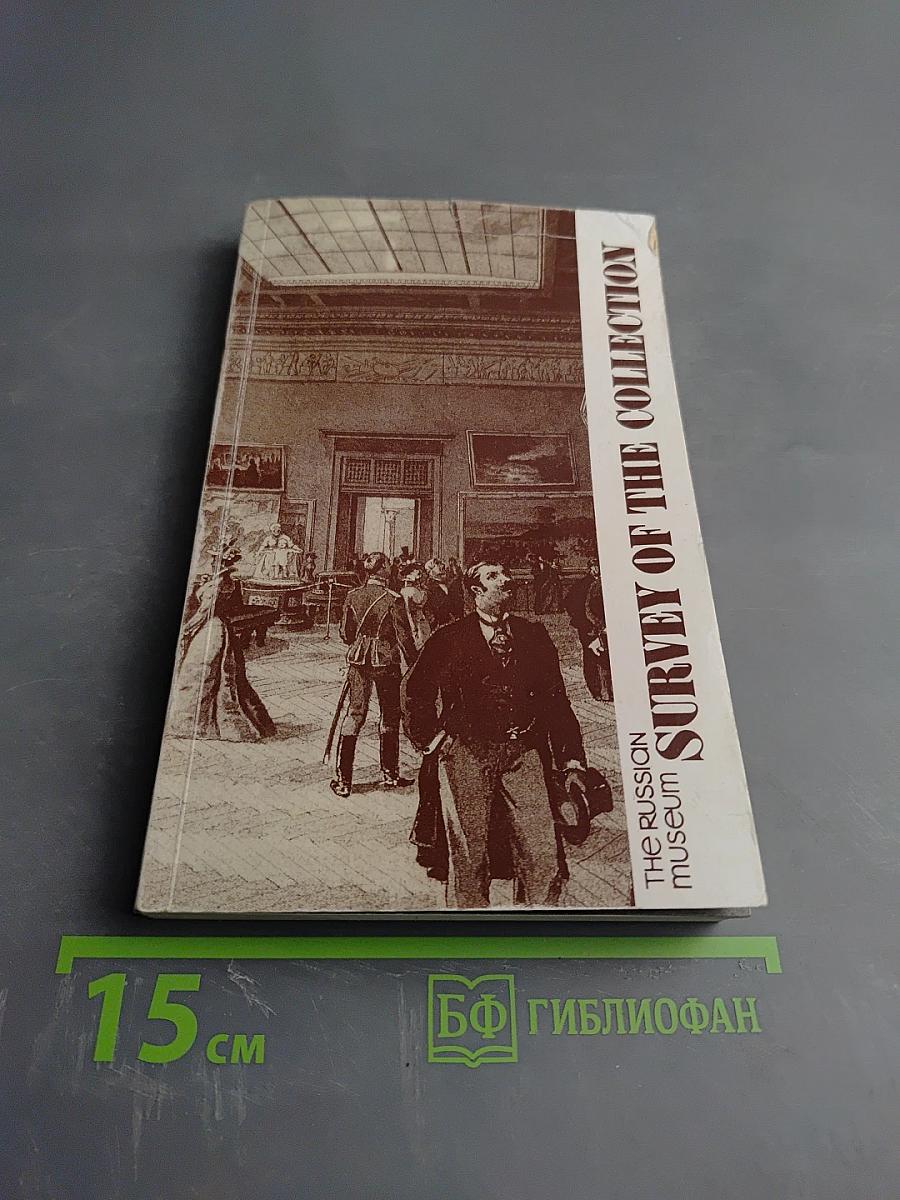 THE RUSSIAN
MUSEUM
SURVEY OF THE COLLECTION
15 см
БФ ГИБЛИОФАН